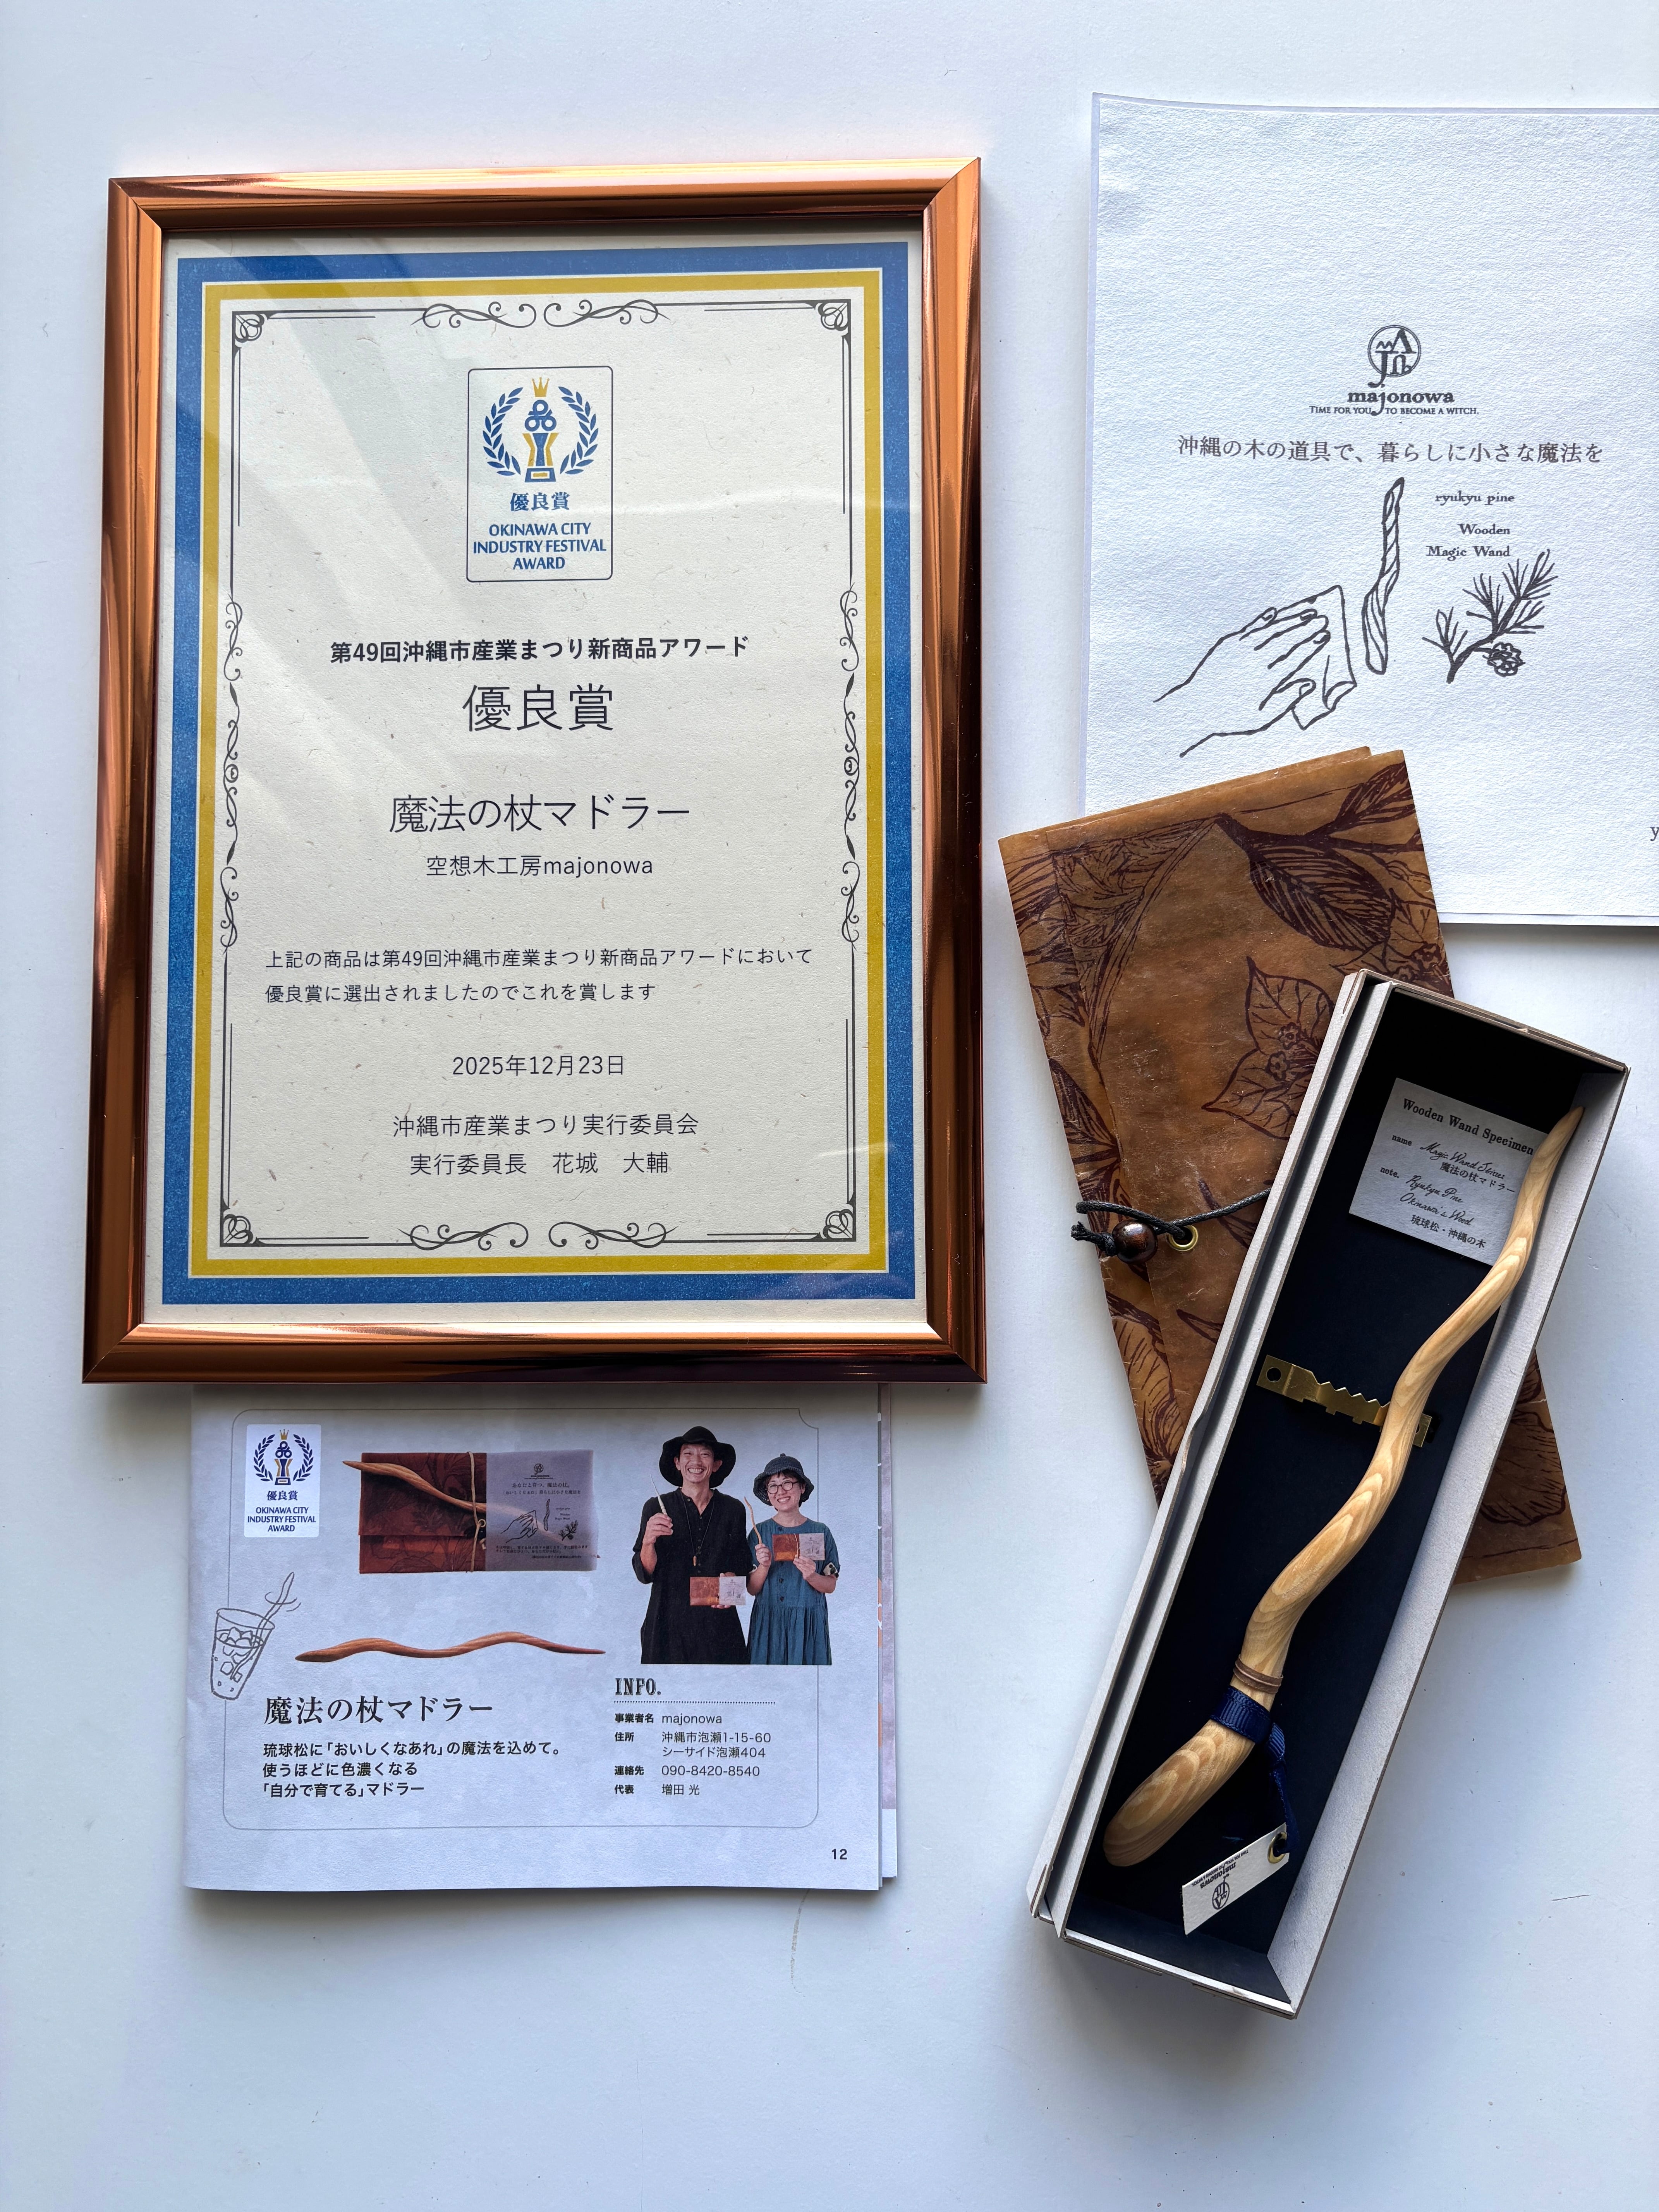 優良賞
OKINAWA CITY
INDUSTRY FESTIVAL
AWARD
第49回沖縄市産業まつり新商品アワード
優良賞
魔法の杖マドラー
空想木工房majonowa
上記の商品は第49回沖縄市産業まつり新商品アワードにおいて
優良賞に選出されましたのでこれを賞します
2025年12月23日
沖縄市産業まつり実行委員会
実行委員長 花城 大輔
majonowa
TIME FOR YOU TO BECOME A WITCH.
沖縄の木の道具で、暮らしに小さな魔法を
ryukyu pine
Wooden
Magic Wand
y
Wooden Wand Specimen
name
Magic Wand
魔法の杖マドラー
note.
Ryukyu Pine
Okinawa's Wood
琉球松・沖縄の木
majonowa
優良賞
OKINAWA CITY
INDUSTRY FESTIVAL
AWARD
魔法の杖マドラー
琉球松に「おいしくなあれ」の魔法を込めて。
使うほどに色濃くなる
「自分で育てる」マドラー
INFO.
事業者名 majonowa
住所 沖縄市泡瀬1-15-60
シーサイド泡瀬404
連絡先 090-8420-8540
代表 増田 光
12